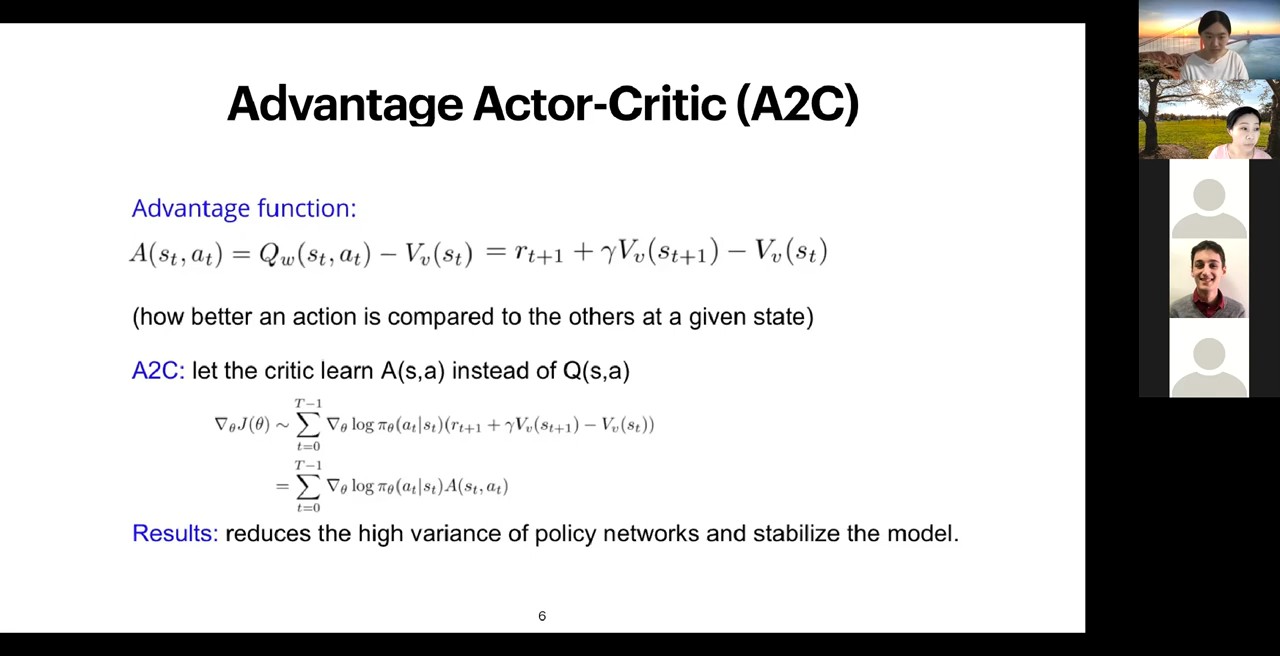 Advantage Actor-Critic (A2C)
Advantage function:
A(s_t, a_t) = Q_w(s_t, a_t) − V_v(s_t) = r_{t+1} + γV_v(s_{t+1}) − V_v(s_t)
(how better an action is compared to the others at a given state)
A2C: let the critic learn A(s,a) instead of Q(s,a)
∇_θJ(θ) ∼ ∑_{t=0}^{T−1} ∇_θ log π_θ(a_t|s_t)(r_{t+1} + γV_v(s_{t+1}) − V_v(s_t))
= ∑_{t=0}^{T−1} ∇_θ log π_θ(a_t|s_t)A(s_t, a_t)
Results: reduces the high variance of policy networks and stabilize the model.
6